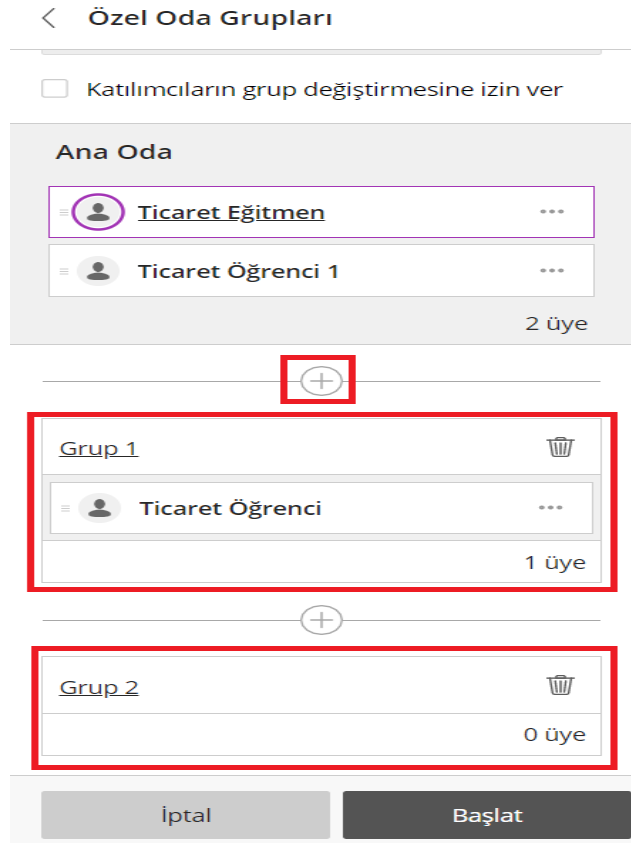 Özel Oda Grupları
Katılımcıların grup değiştirmesine izin ver
Ana Oda
Ticaret Eğitmen
Ticaret Öğrenci 1
2 üye
Grup 1
Ticaret Öğrenci
1 üye
Grup 2
0 üye
İptal
Başlat